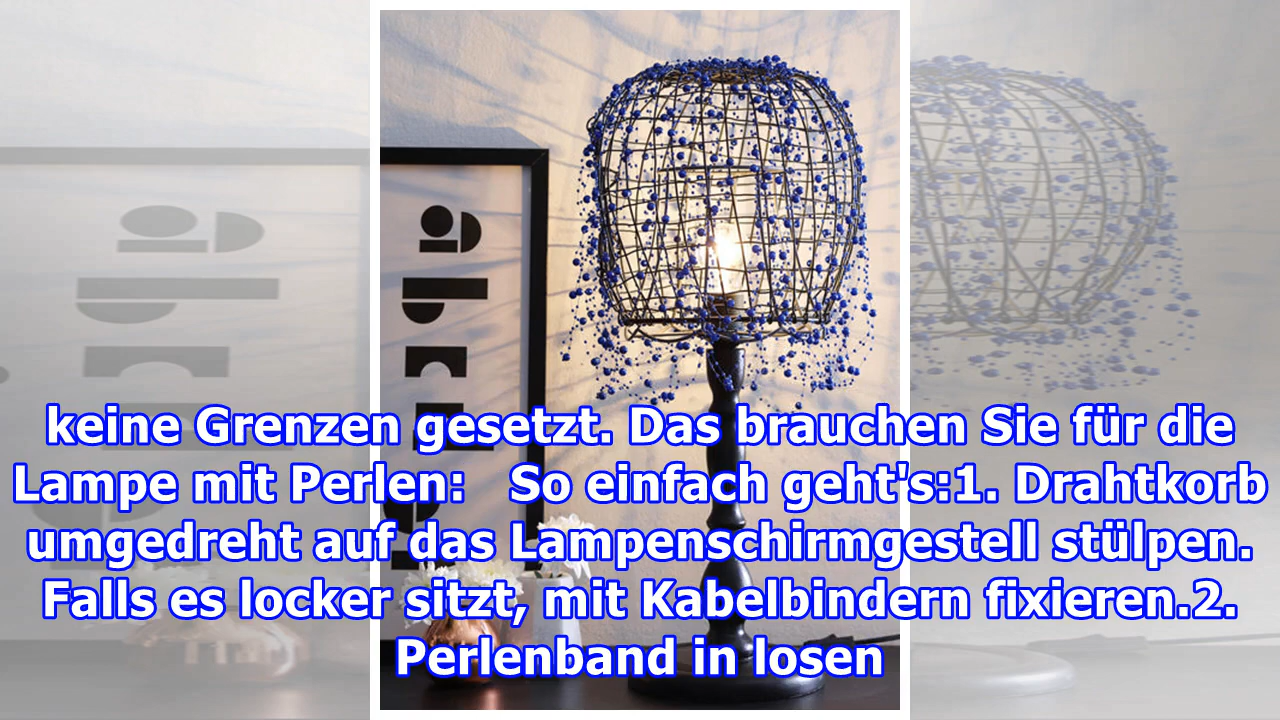 keine Grenzen gesetzt. Das brauchen Sie für die
Lampe mit Perlen:   So einfach geht's:1. Drahtkorb
umgedreht auf das Lampenschirmgestell stülpen.
Falls es locker sitzt, mit Kabelbindern fixieren.2.
Perlenband in losen